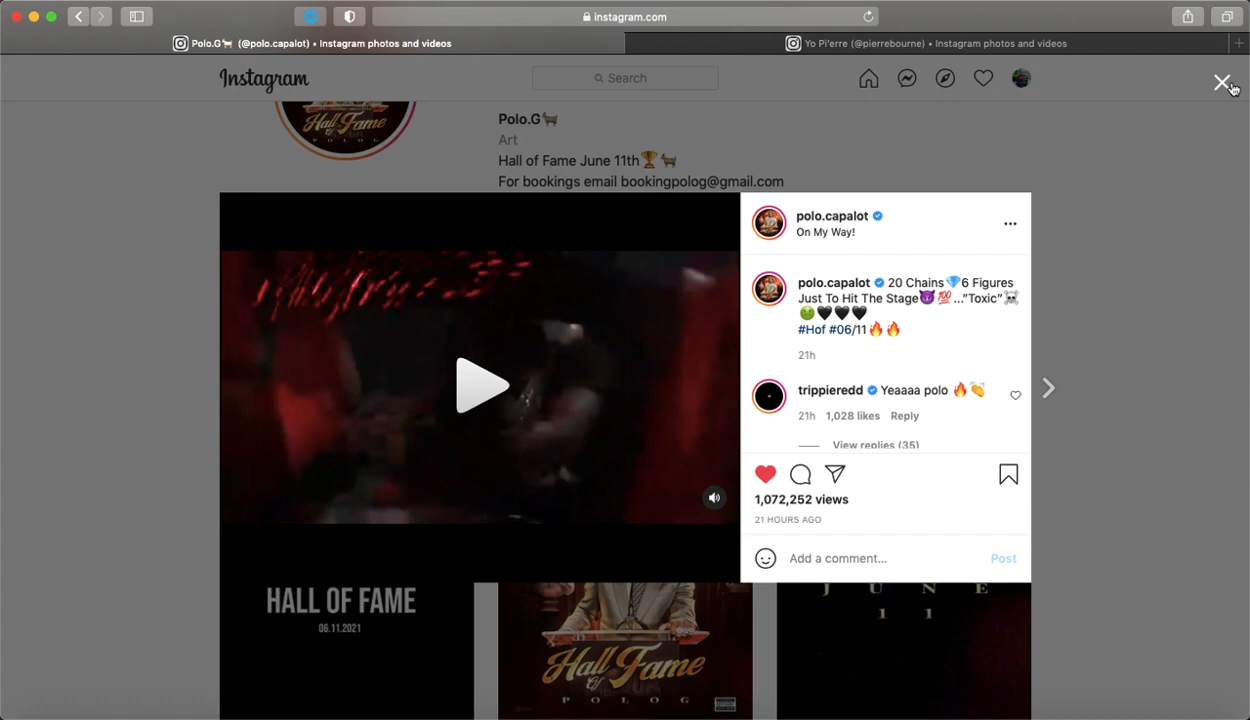 instagram.com
Polo.G🐐 (@polo.capalot) • Instagram photos and videos
Yo Pi'erre (@pierrebourne) • Instagram photos and videos
Instagram
Search
Hall of Fame
POLO G
Polo.G🐐
Art
Hall of Fame June 11th🏆🐐
For bookings email bookingpolog@gmail.com
polo.capalot
On My Way!
polo.capalot 20 Chains💎6 Figures
Just To Hit The Stage😈💯...”Toxic”☠️
🤢🖤🖤🖤
#Hof #06/11🔥🔥
21h
trippieredd Yeaaaa polo 🔥👏
21h 1,028 likes Reply
View replies (35)
1,072,252 views
21 HOURS AGO
Add a comment... Post
HALL OF FAME
06.11.2021
Hall of Fame
POLO G
JUNE
11